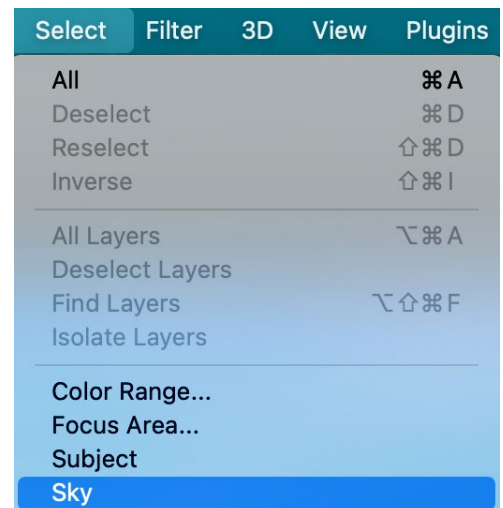 Select Filter 3D View Plugins
All ⌘ A
Deselect ⌘ D
Reselect ⇧ ⌘ D
Inverse ⇧ ⌘ I
All Layers ⌥ ⌘ A
Deselect Layers
Find Layers ⌥ ⇧ ⌘ F
Isolate Layers
Color Range...
Focus Area...
Subject
Sky